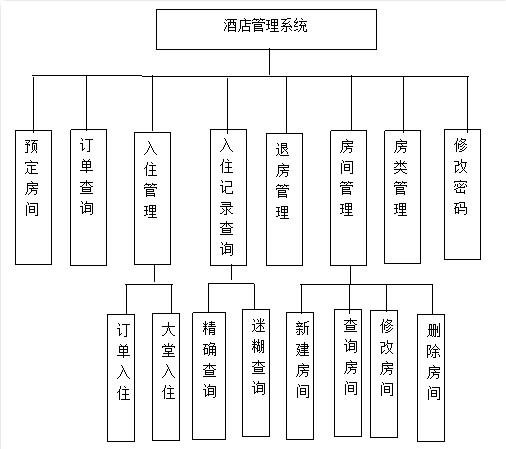 酒店管理系统
预定房间
订单查询
入住管理
入住记录查询
退房管理
房间管理
房类管理
修改密码
订单入住
大堂入住
精确查询
迷糊查询
新建房间
查询房间
修改房间
删除房间